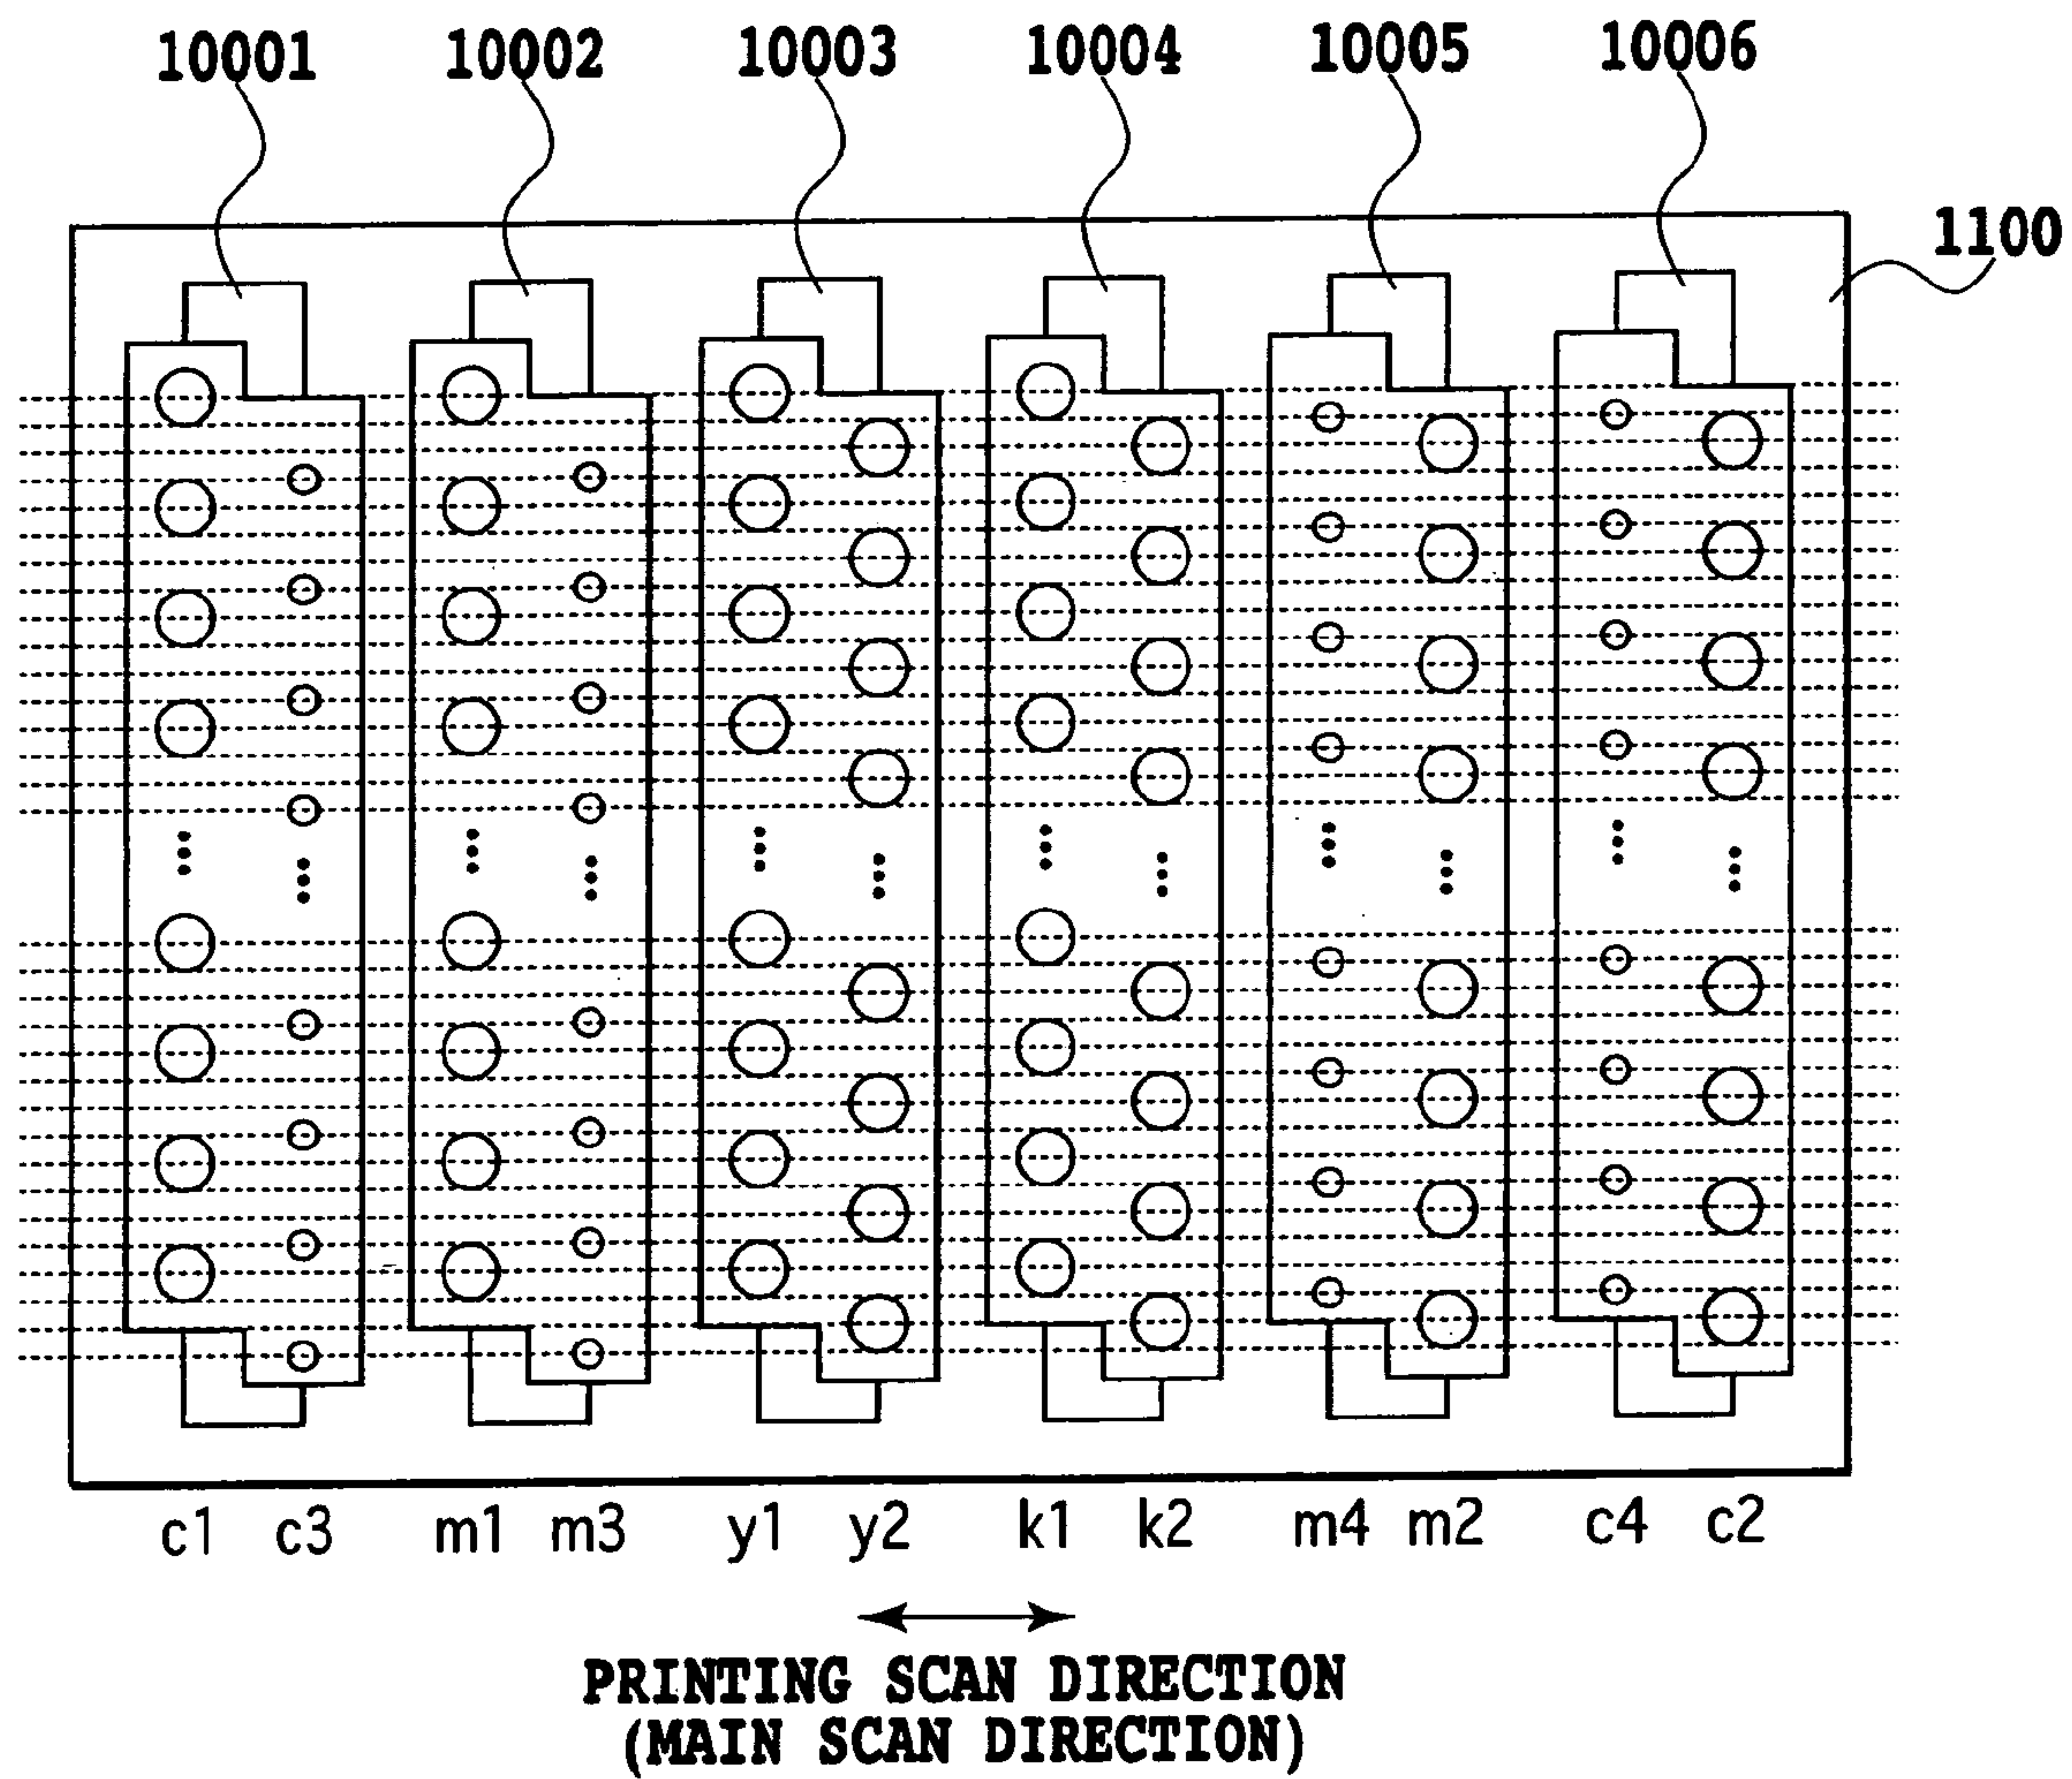 10001 10002 10003 10004 10005 10006
1100
c1 c3 m1 m3 y1 y2 k1 k2 m4 m2 c4 c2
PRINTING SCAN DIRECTION
(MAIN SCAN DIRECTION)